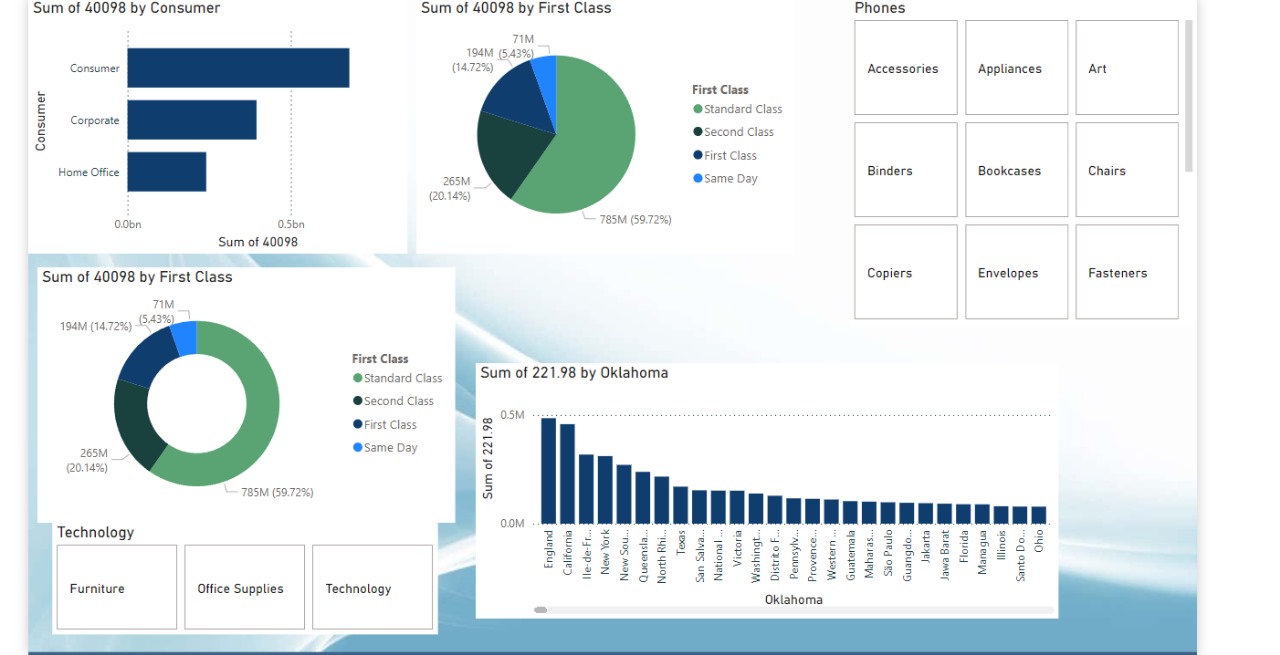 Sum of 40098 by Consumer
Consumer
Consumer
Corporate
Home Office
0.0bn
0.5bn
Sum of 40098
Sum of 40098 by First Class
71M
(5.43%)
194M
(14.72%)
265M
(20.14%)
785M (59.72%)
First Class
Standard Class
Second Class
First Class
Same Day
Phones
Accessories
Appliances
Art
Binders
Bookcases
Chairs
Copiers
Envelopes
Fasteners
Sum of 40098 by First Class
71M
(5.43%)
194M (14.72%)
265M
(20.14%)
785M (59.72%)
First Class
Standard Class
Second Class
First Class
Same Day
Technology
Furniture
Office Supplies
Technology
Sum of 221.98 by Oklahoma
Sum of 221.98
0.5M
0.0M
England
California
Ile-de-Fr...
New York
New Sou...
Queensla...
North Rhi...
Texas
San Salva...
National ...
Victoria
Washingt...
Distrito F...
Pennsylv...
Provence...
Western ...
Guatemala
Maharas...
São Paulo
Guangdo...
Jakarta
Jawa Barat
Florida
Managua
Illinois
Santo Do...
Ohio
Oklahoma